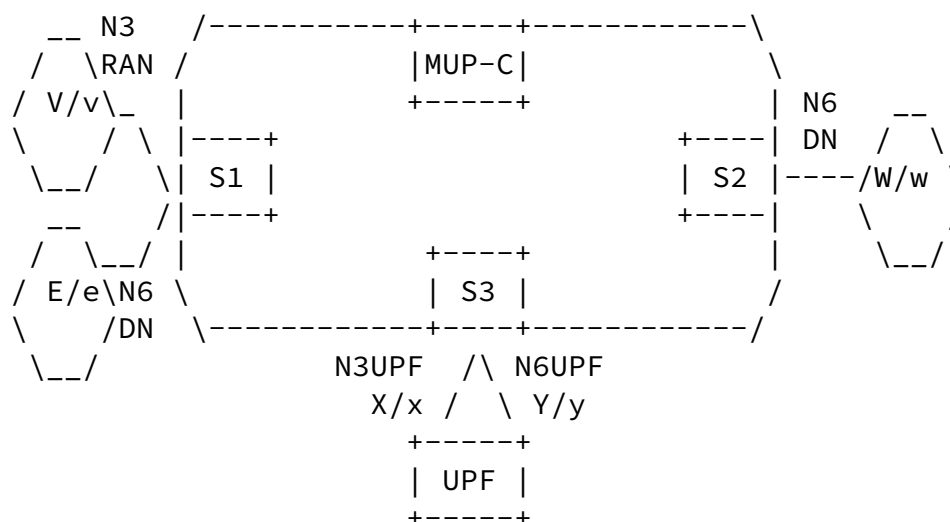 __  N3     /------------+-----+------------\
   /  \RAN    /             |MUP-C|             \
  / V/v\_    |              +-----+              | N6
  \    / \   |----+                         +----| DN    __
   \__/   \  | S1 |                         | S2 |      /  \
    __    /  |----+                         +----|-----/W/w
   /  \__/   |               +----+              |     \    \
  / E/e\N6    \              | S3 |             /       \__/
  \    /DN     \-------------+----+------------/
   \__/               N3UPF   /\  N6UPF
                        X/x  /  \ Y/y
                           +-----+
                           | UPF |
                           +-----+